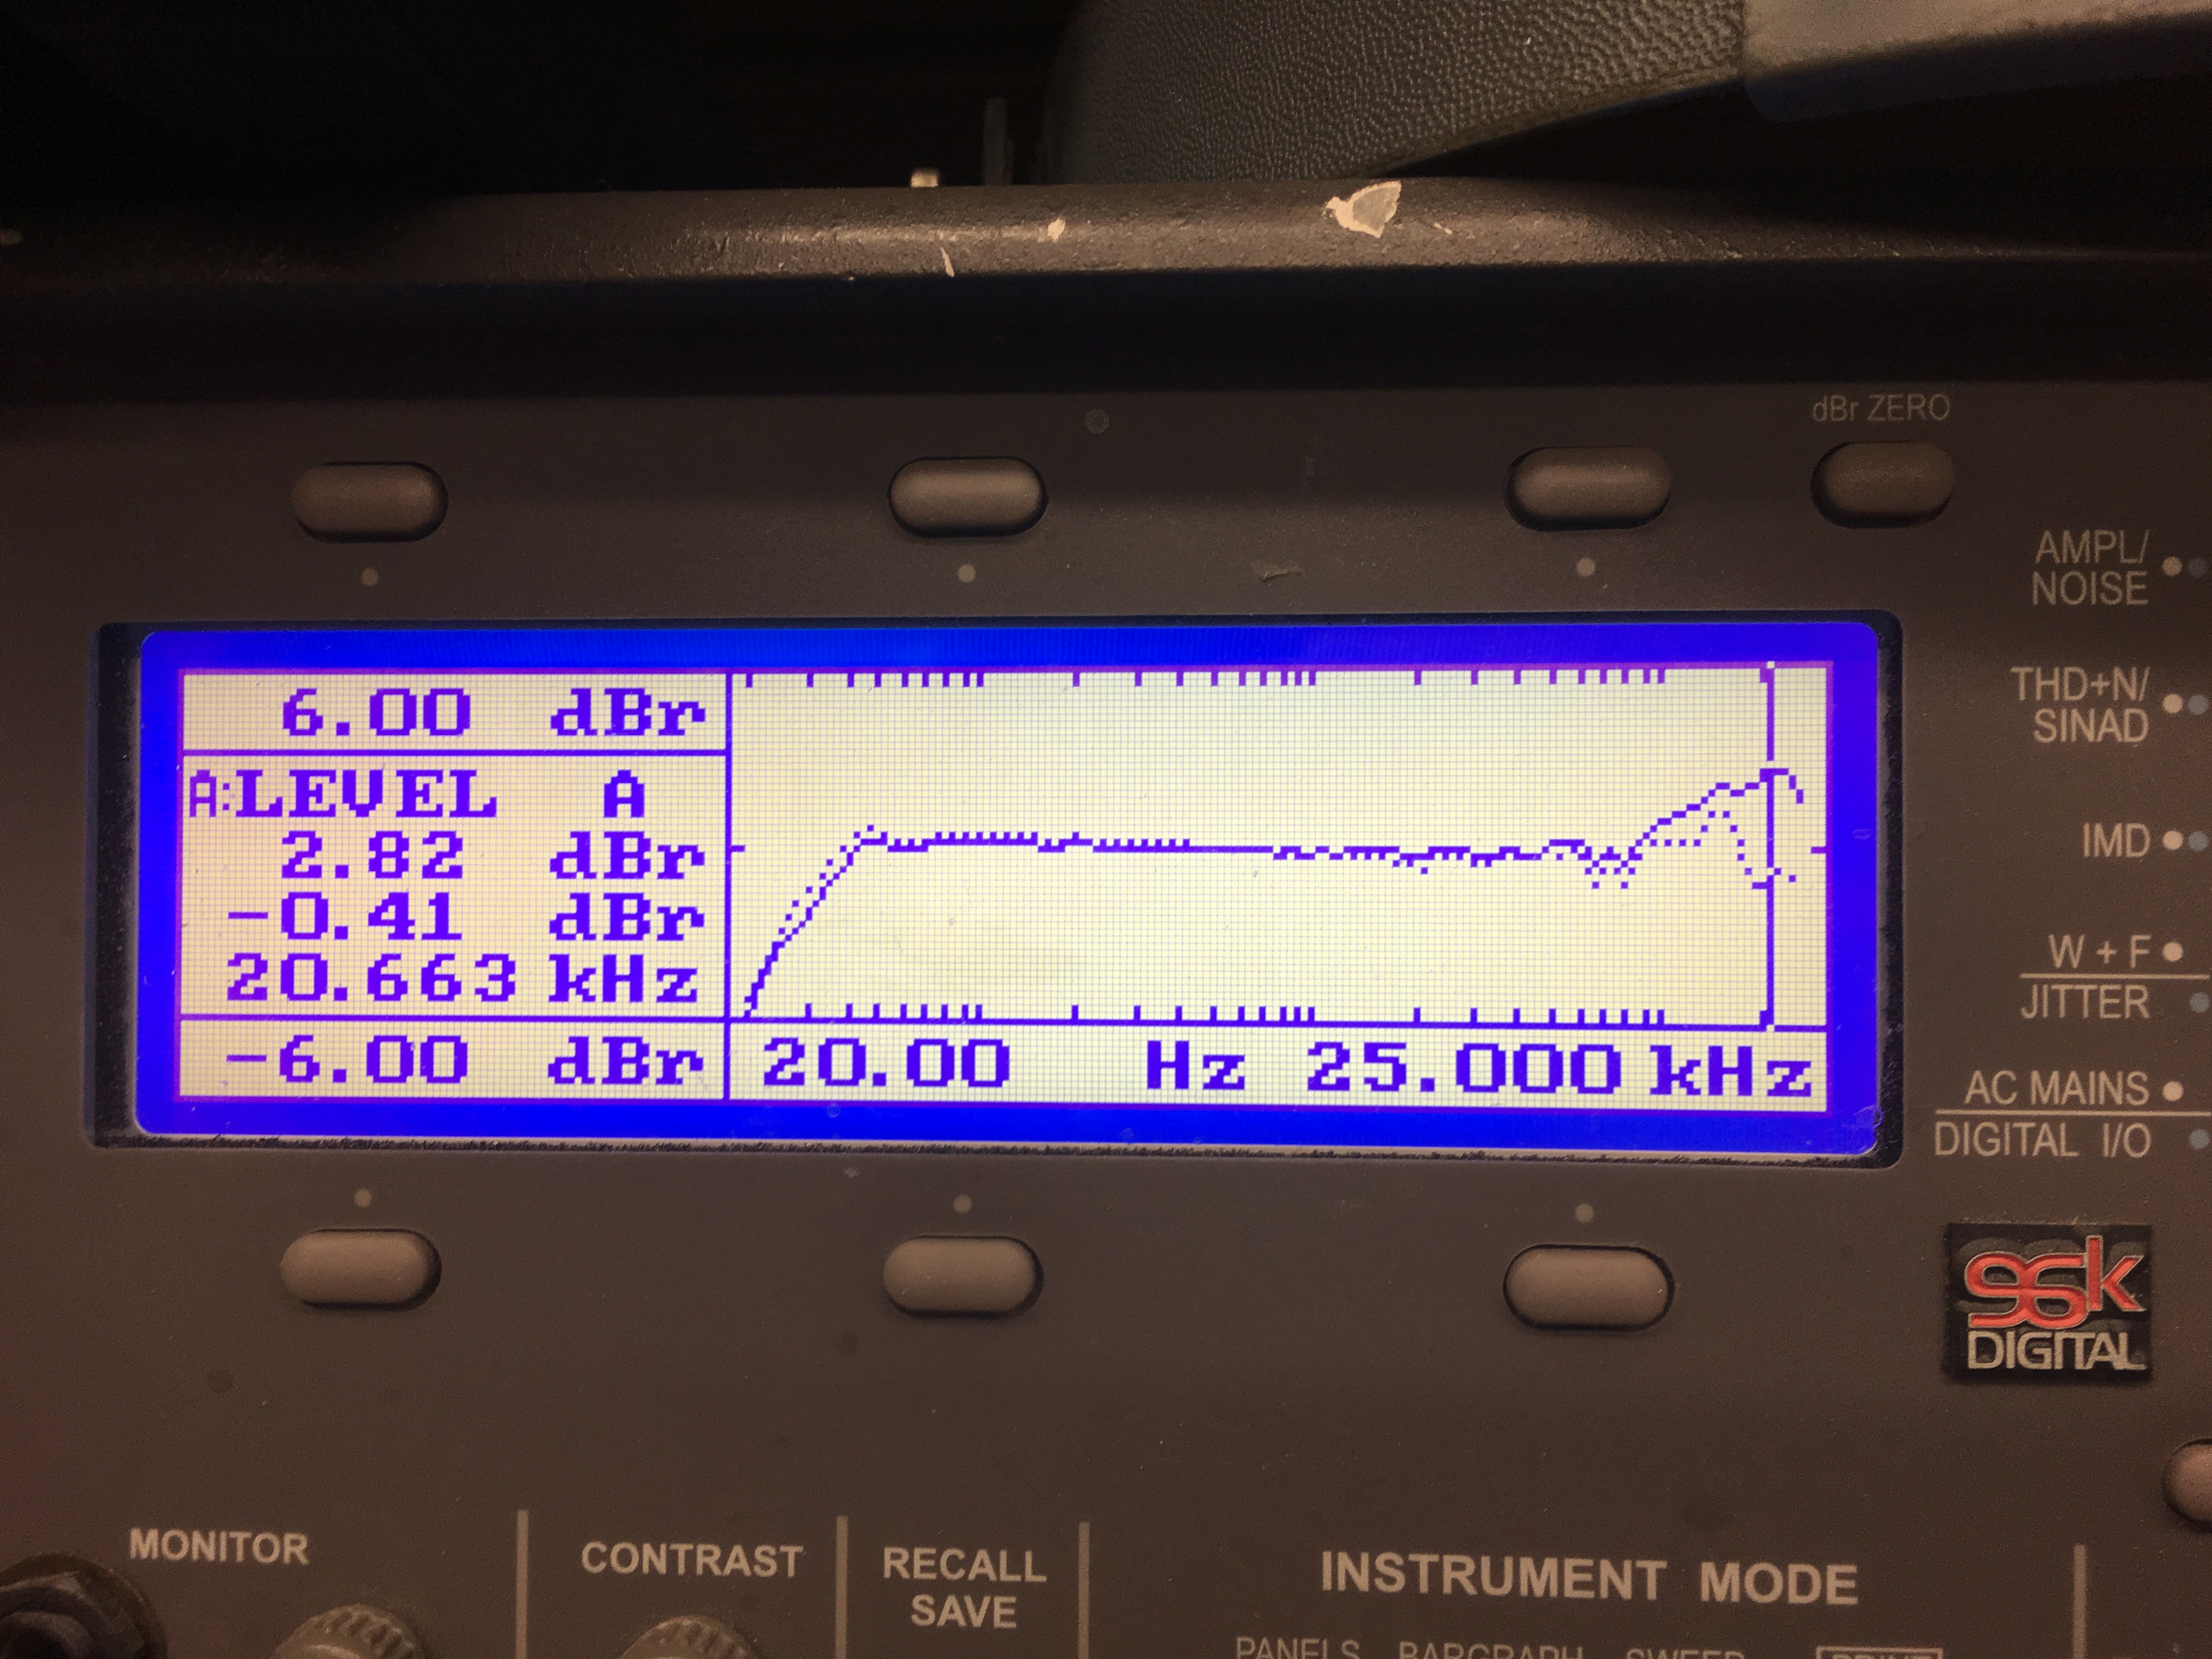 dBr ZERO
AMPL/
NOISE
THD+N/
SINAD
IMD
W + F
JITTER
AC MAINS
DIGITAL I/O
6.00 dBr
A:LEVEL A
2.82 dBr
-0.41 dBr
20.663 kHz
-6.00 dBr
20.00 Hz 25.000 kHz
96k
DIGITAL
MONITOR
CONTRAST
RECALL
SAVE
INSTRUMENT MODE
PANELS BARGRAPH SWEEP PRINT